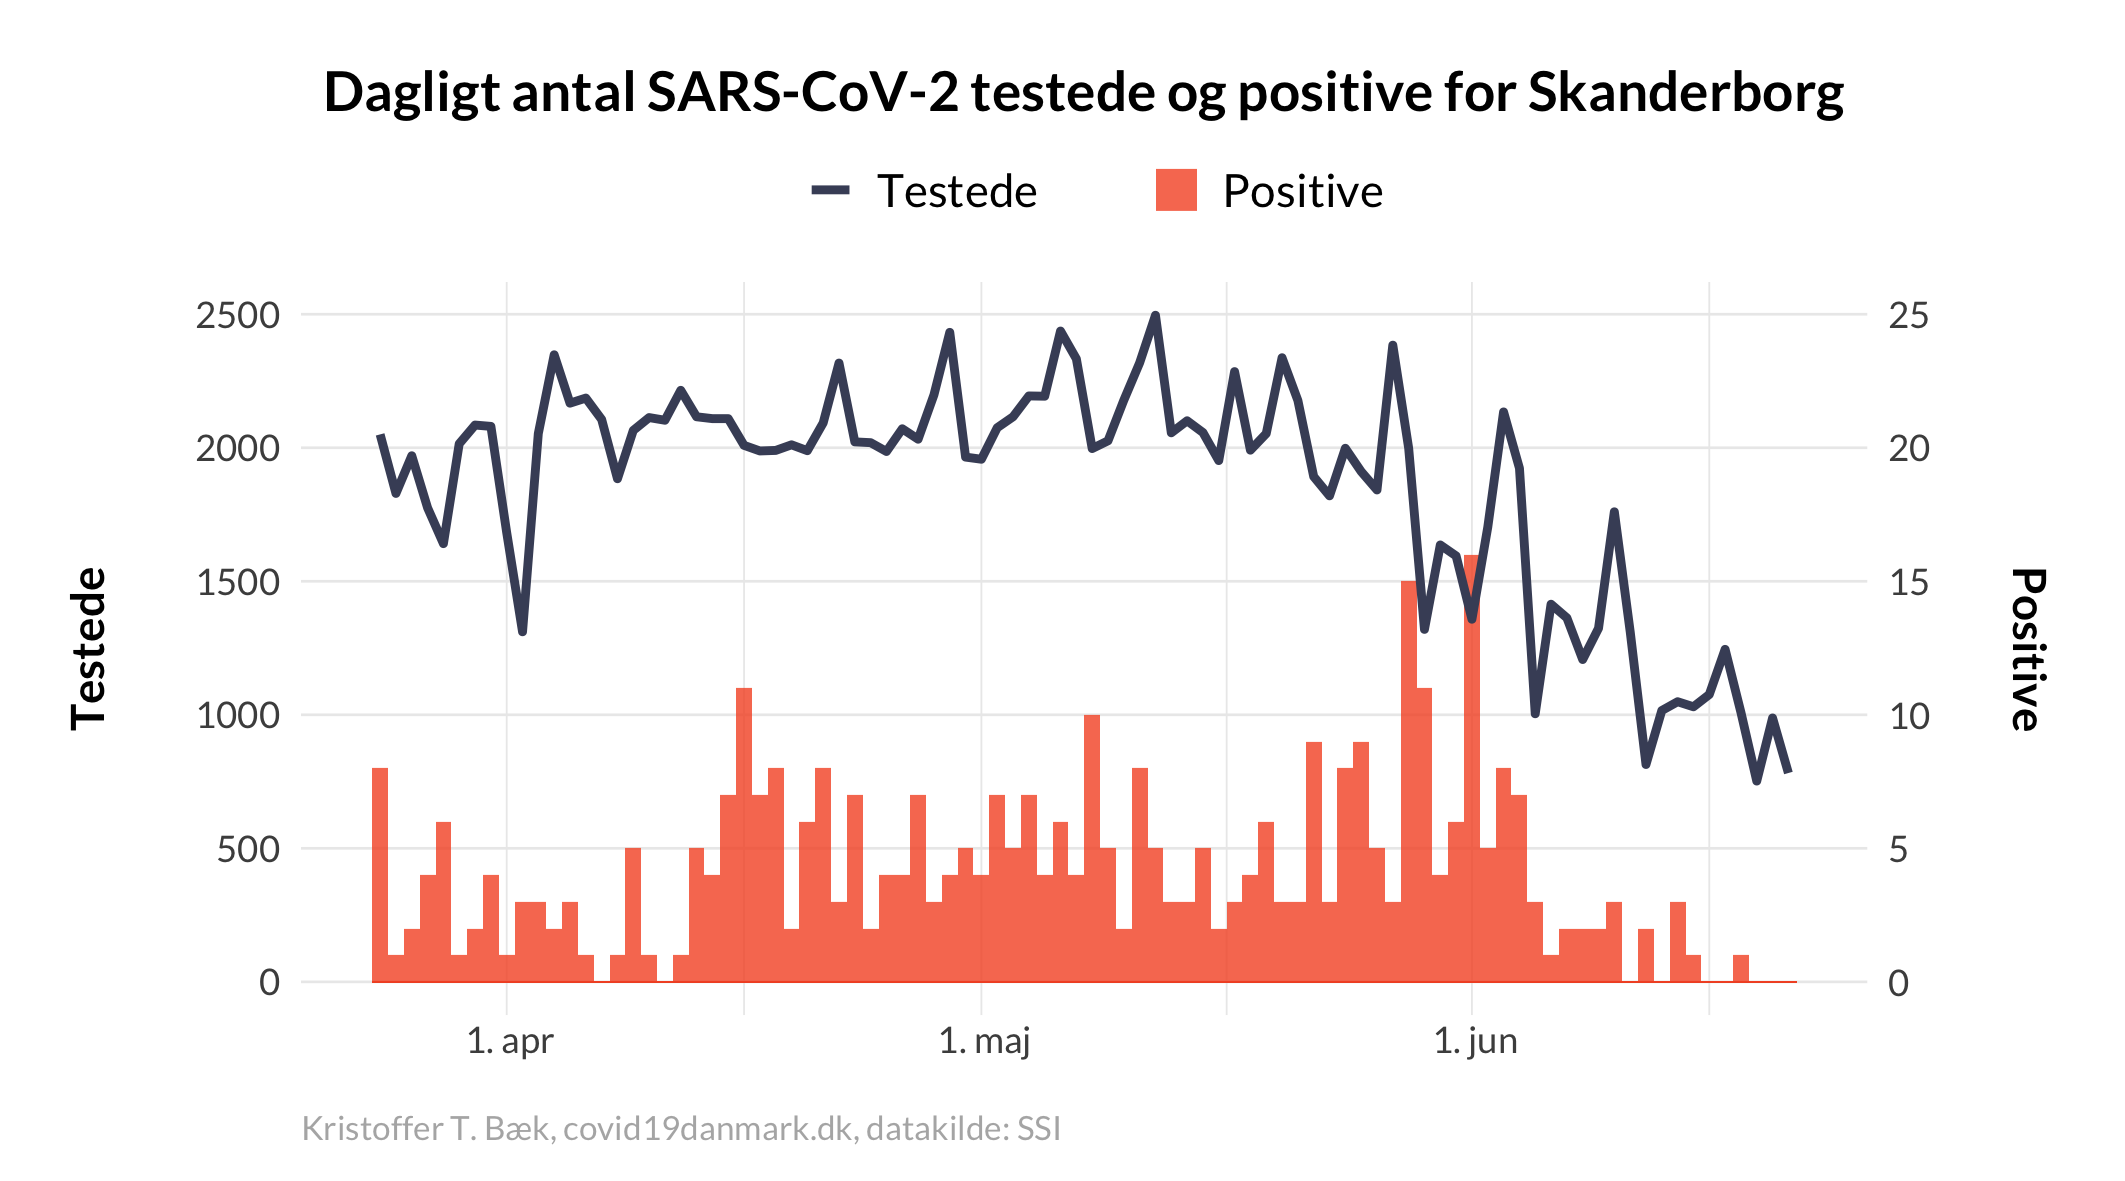 Dagligt antal SARS-CoV-2 testede og positive for Skanderborg
Testede Positive
2500 25
2000 20
1500 15
1000 10
500 5
0 0
Testede
Positive
1. apr 1. maj 1. jun
Kristoffer T. Bæk, covid19danmark.dk, datakilde: SSI